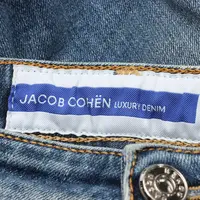 JACOB COHËN LUXURY DENIM